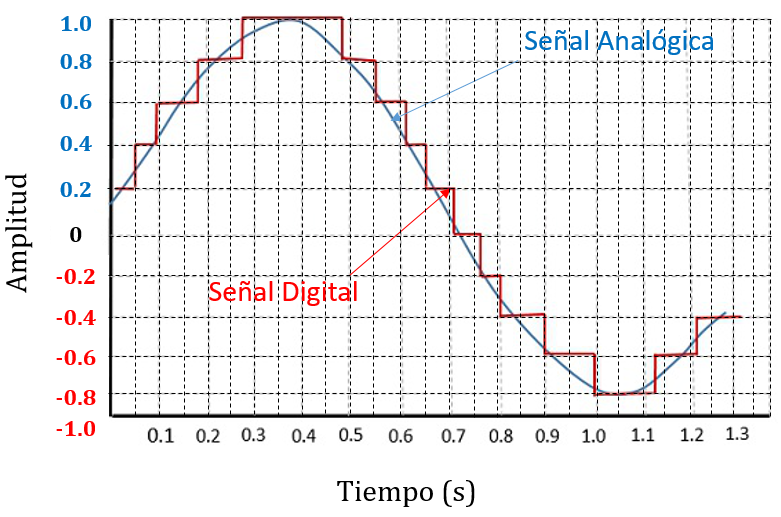 1.0
Señal Analógica
0.8
0.6
0.4
0.2
0
-0.2
Señal Digital
-0.4
-0.6
-0.8
-1.0
Amplitud
0.1 0.2 0.3 0.4 0.5 0.6 0.7 0.8 0.9 1.0 1.1 1.2 1.3
Tiempo (s)